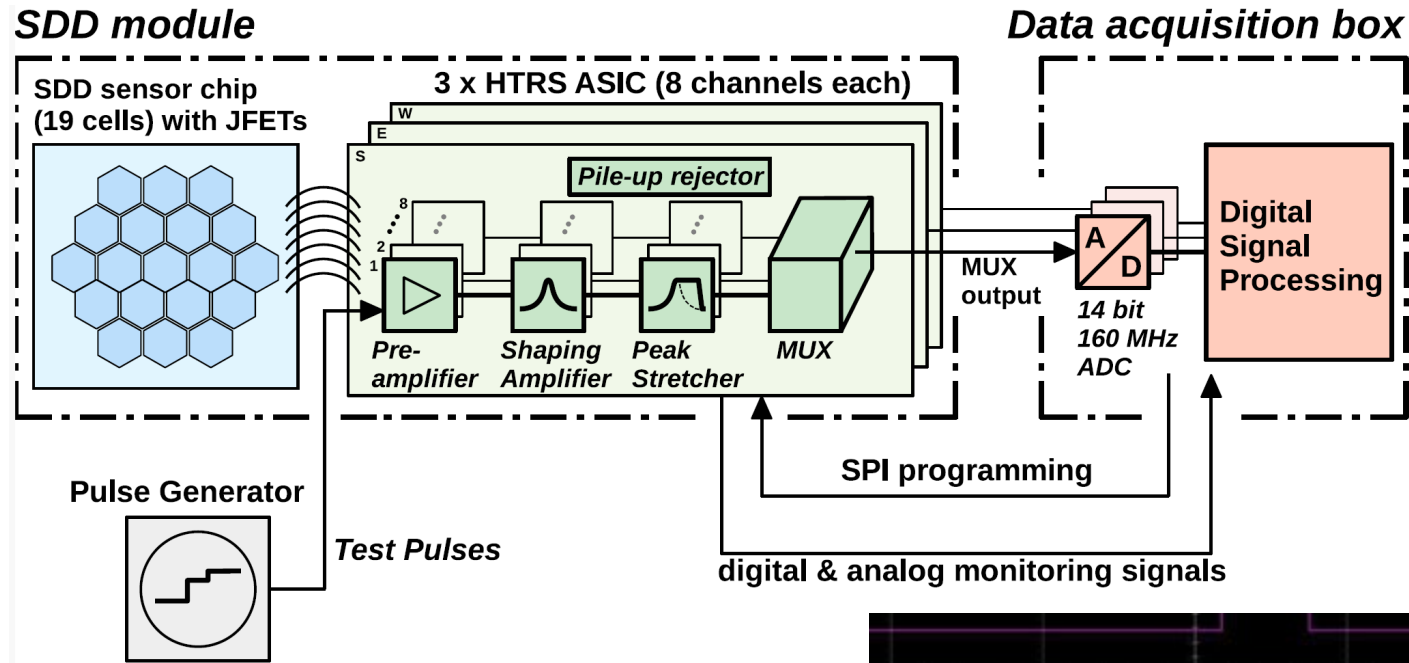 SDD module
Data acquisition box
SDD sensor chip
(19 cells) with JFETs
3 x HTRS ASIC (8 channels each)
W
E
S
Pile-up rejector
8
2
1
Pre-
amplifier
Shaping
Amplifier
Peak
Stretcher
MUX
MUX
output
A
D
14 bit
160 MHz
ADC
Digital
Signal
Processing
SPI programming
Pulse Generator
Test Pulses
digital & analog monitoring signals